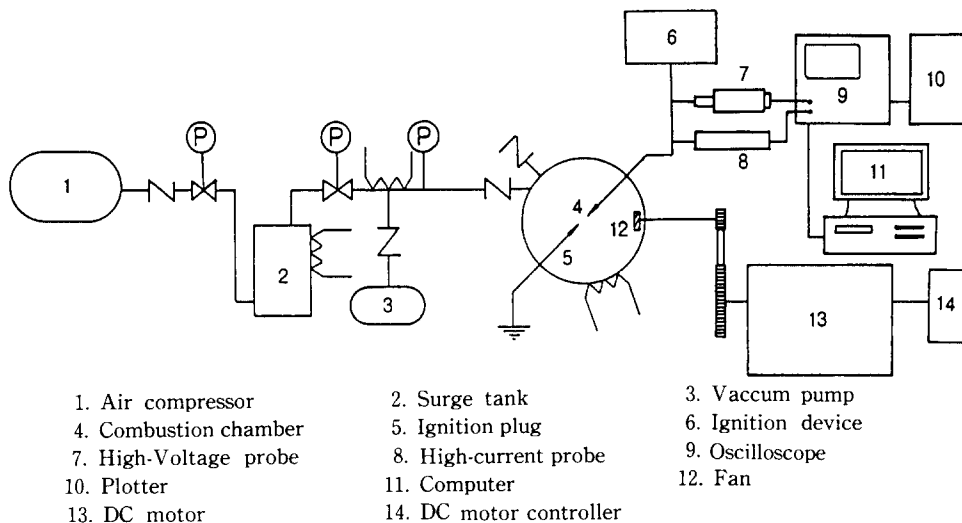 6
7
10
9
P
P
P
1
8
11
4
12
2
5
3
13
14
1. Air compressor
2. Surge tank
3. Vaccum pump
4. Combustion chamber
5. Ignition plug
6. Ignition device
7. High-Voltage probe
8. High-current probe
9. Oscilloscope
10. Plotter
11. Computer
12. Fan
13. DC motor
14. DC motor controller